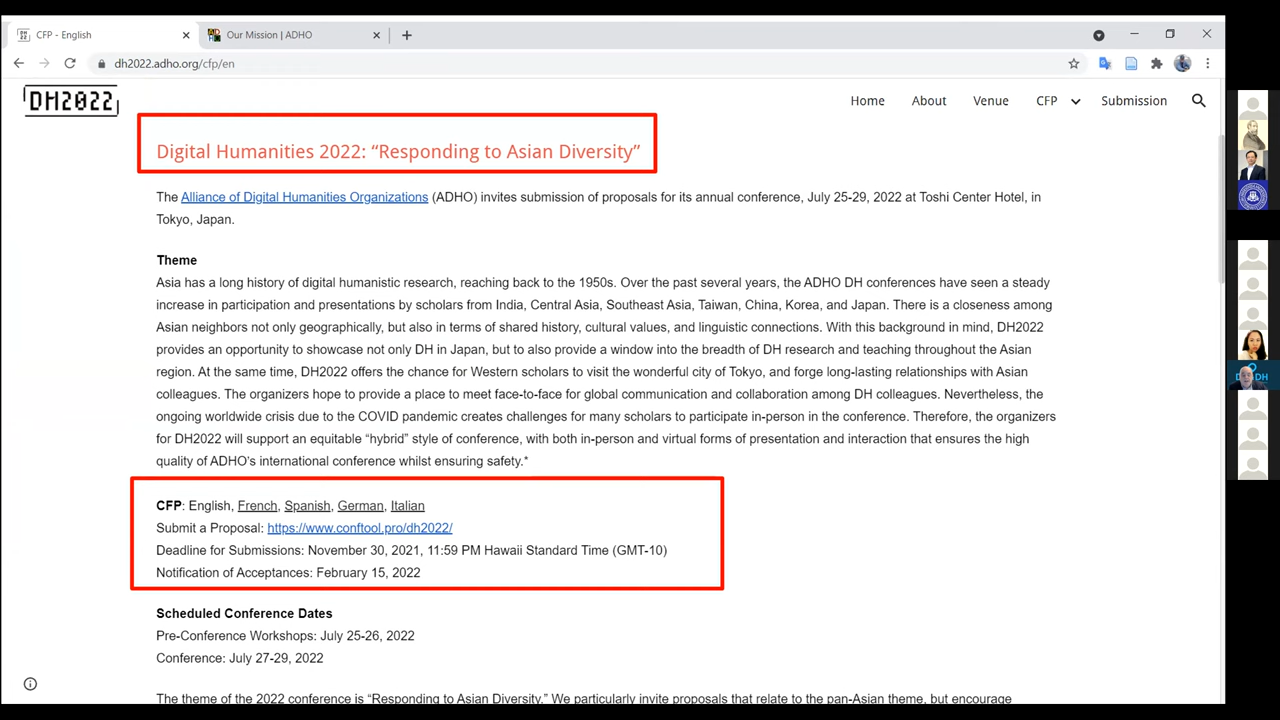 CFP - English
Our Mission | ADHO
dh2022.adho.org/cfp/en
DH2022
Home About Venue CFP Submission
Digital Humanities 2022: “Responding to Asian Diversity”
The Alliance of Digital Humanities Organizations (ADHO) invites submission of proposals for its annual conference, July 25-29, 2022 at Toshi Center Hotel, in
Tokyo, Japan.
Theme
Asia has a long history of digital humanistic research, reaching back to the 1950s. Over the past several years, the ADHO DH conferences have seen a steady
increase in participation and presentations by scholars from India, Central Asia, Southeast Asia, Taiwan, China, Korea, and Japan. There is a closeness among
Asian neighbors not only geographically, but also in terms of shared history, cultural values, and linguistic connections. With this background in mind, DH2022
provides an opportunity to showcase not only DH in Japan, but to also provide a window into the breadth of DH research and teaching throughout the Asian
region. At the same time, DH2022 offers the chance for Western scholars to visit the wonderful city of Tokyo, and forge long-lasting relationships with Asian
colleagues. The organizers hope to provide a place to meet face-to-face for global communication and collaboration among DH colleagues. Nevertheless, the
ongoing worldwide crisis due to the COVID pandemic creates challenges for many scholars to participate in-person in the conference. Therefore, the organizers
for DH2022 will support an equitable “hybrid” style of conference, with both in-person and virtual forms of presentation and interaction that ensures the high
quality of ADHO’s international conference whilst ensuring safety.*
CFP: English, French, Spanish, German, Italian
Submit a Proposal: https://www.conftool.pro/dh2022/
Deadline for Submissions: November 30, 2021, 11:59 PM Hawaii Standard Time (GMT-10)
Notification of Acceptances: February 15, 2022
Scheduled Conference Dates
Pre-Conference Workshops: July 25-26, 2022
Conference: July 27-29, 2022
The theme of the 2022 conference is “Responding to Asian Diversity.” We particularly invite proposals that relate to the pan-Asian theme, but encourage